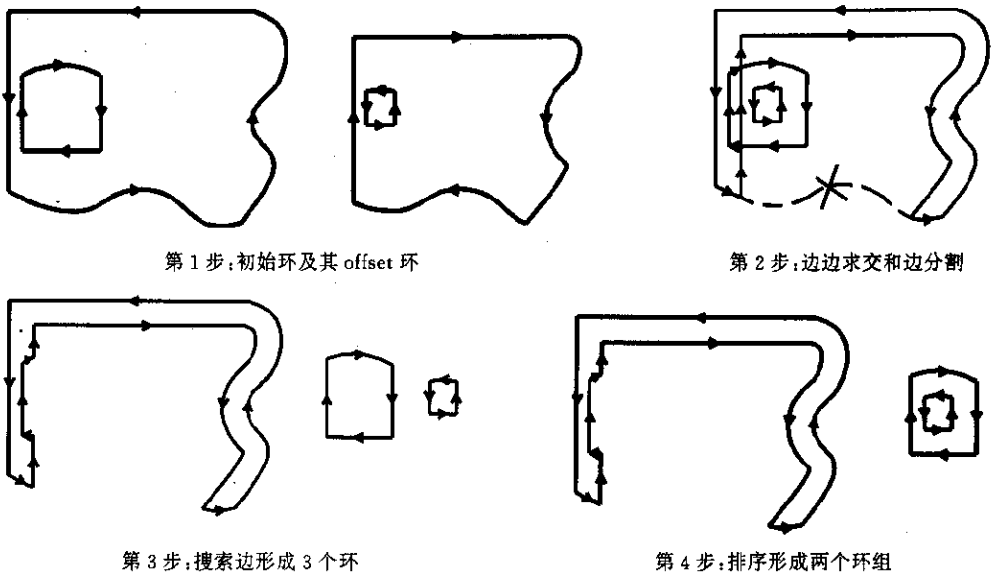 第 1 步:初始环及其 offset 环
第 2 步:边边求交和边分割
第 3 步:搜索边形成 3 个环
第 4 步:排序形成两个环组